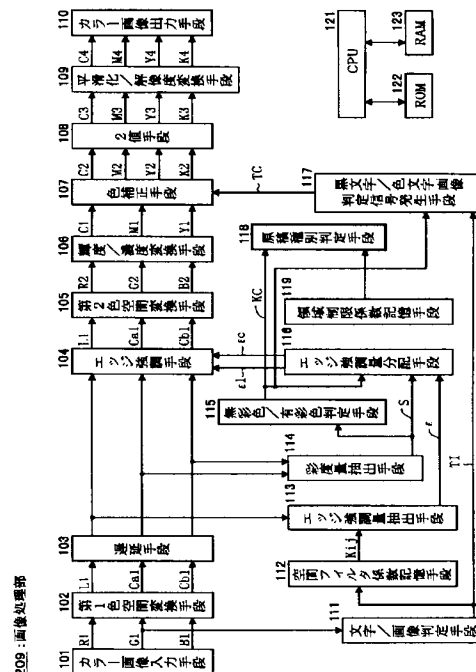 209：画像処理部
101
カラー画像入力手段
R1
G1
B1
102
第1色空間変換手段
L1
Ca1
Cb1
103
遅延手段
104
エッジ強調手段
L1
Ca1
Cb1
105
第2色空間変換手段
R2
G2
B2
106
輝度／濃度変換手段
C1
M1
Y1
107
色補正手段
C2
M2
Y2
K2
108
2値手段
C3
M3
Y3
K3
109
平滑化／解像度変換手段
C4
M4
Y4
K4
110
カラー画像出力手段
111
文字／画像判定手段
112
空間フィルタ係数記憶手段
Kij
113
エッジ強調量抽出手段
114
彩度量抽出手段
115
無彩色／有彩色判定手段
S
ε
TI
εl
εc
116
エッジ強調量分配手段
119
領域判限係数記憶手段
KC
118
原稿種別判定手段
117
黒文字／色文字画像
判定信号発生手段
TC
121
CPU
122
ROM
123
RAM